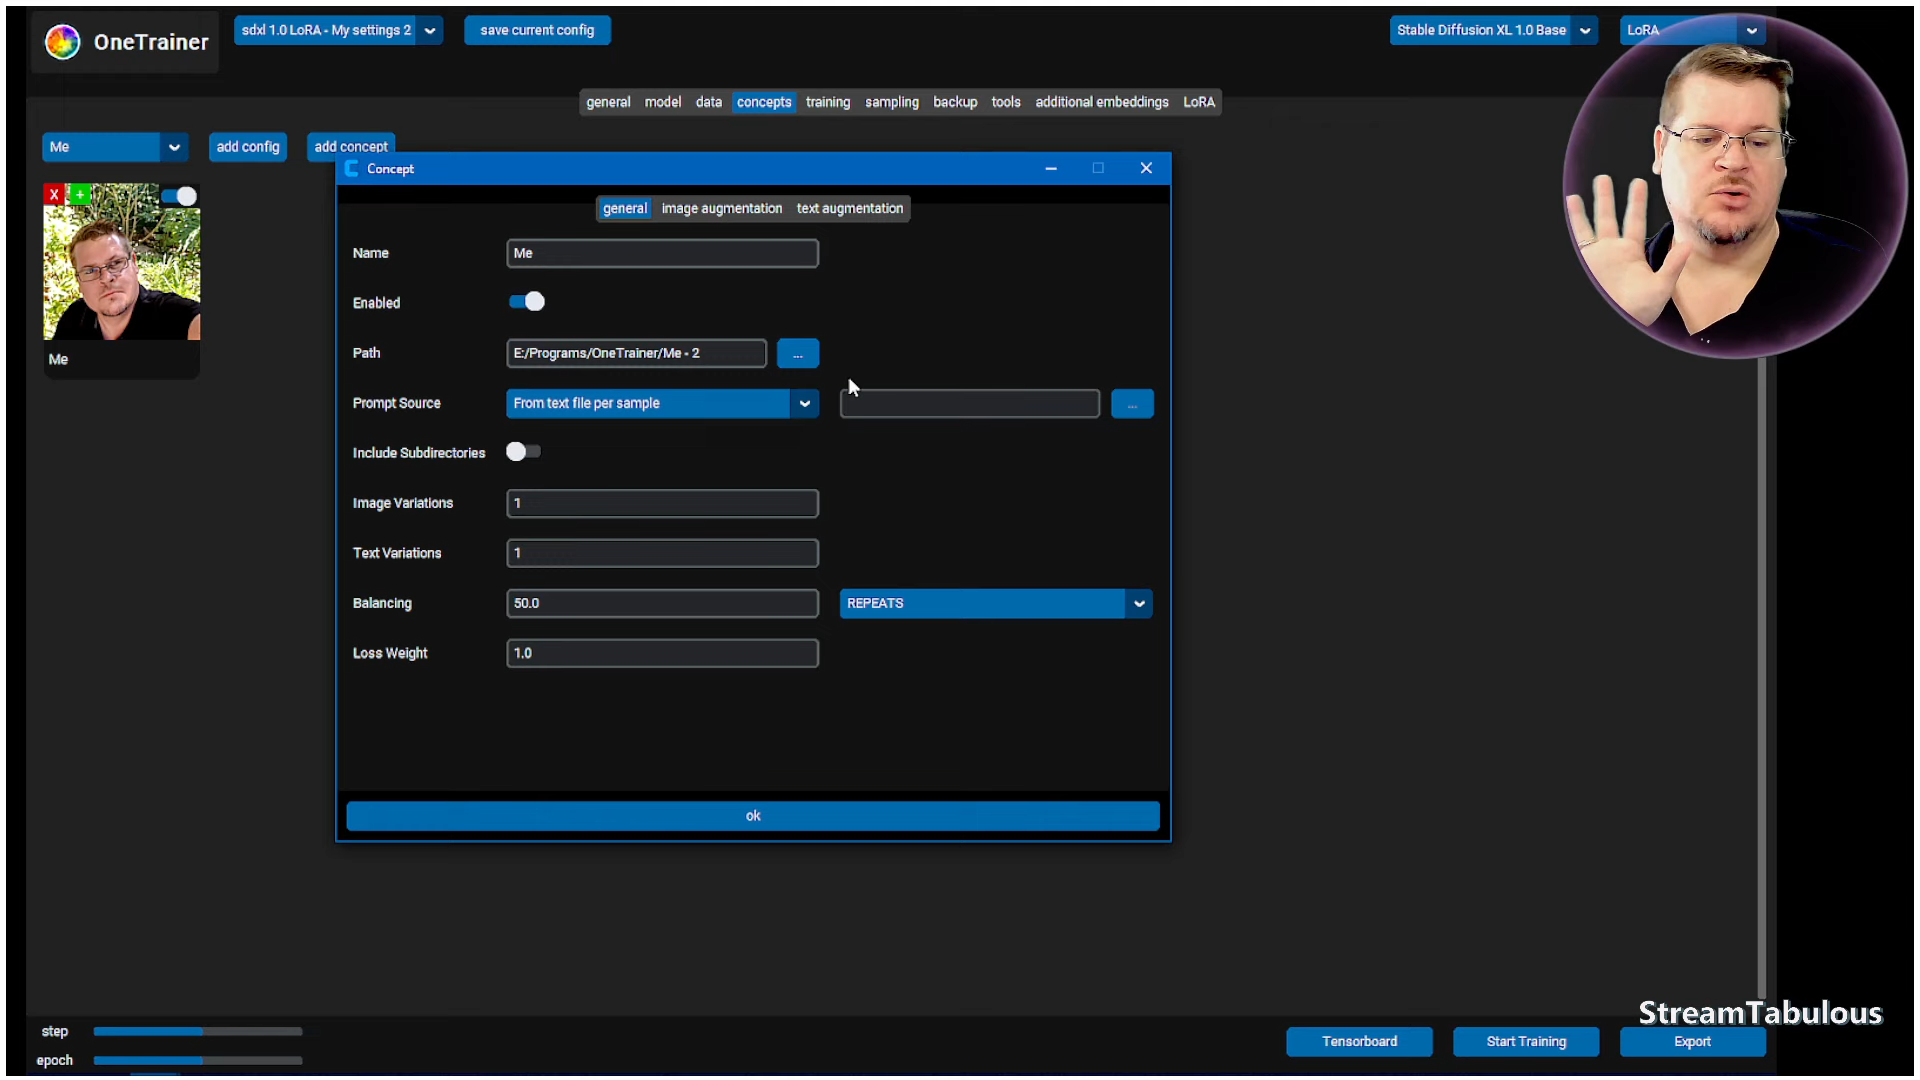 OneTrainer
sdxl 1.0 LoRA - My settings 2
save current config
Stable Diffusion XL 1.0 Base
LoRA
general model data concepts training sampling backup tools additional embeddings LoRA
Me
add config
add concept
X +
Me
Concept
general image augmentation text augmentation
Name
Me
Enabled
Path
E:/Programs/OneTrainer/Me - 2
...
Prompt Source
From text file per sample
...
Include Subdirectories
Image Variations
1
Text Variations
1
Balancing
50.0
REPEATS
Loss Weight
1.0
ok
StreamTabulous
step
epoch
Tensorboard
Start Training
Export